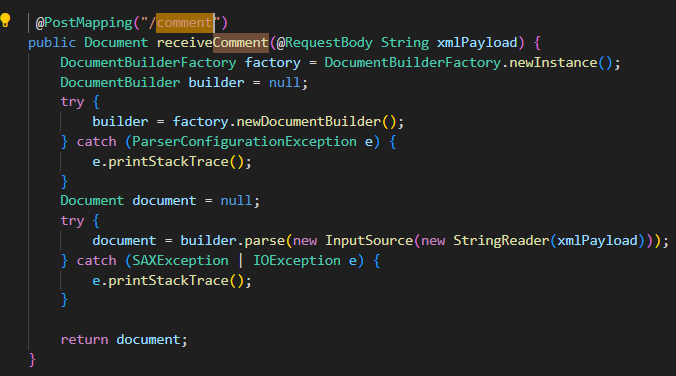 @PostMapping("/comment")
public Document receiveComment(@RequestBody String xmlPayload) {
    DocumentBuilderFactory factory = DocumentBuilderFactory.newInstance();
    DocumentBuilder builder = null;
    try {
        builder = factory.newDocumentBuilder();
    } catch (ParserConfigurationException e) {
        e.printStackTrace();
    }
    Document document = null;
    try {
        document = builder.parse(new InputSource(new StringReader(xmlPayload)));
    } catch (SAXException | IOException e) {
        e.printStackTrace();
    }
    return document;
}